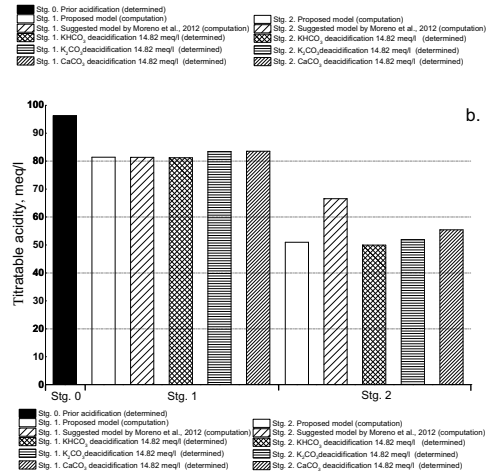 Stg. 0. Prior acidification (determined)
Stg. 1. Proposed model (computation)
Stg. 1. Suggested model by Moreno et al., 2012 (computation)
Stg. 1. KHCO3 deacidification 14.82 meq/l (determined)
Stg. 1. K2CO3deacidification 14.82 meq/l (determined)
Stg. 1. CaCO3 deacidification 14.82 meq/l (determined)
Stg. 2. Proposed model (computation)
Stg. 2. Suggested model by Moreno et al., 2012 (computation)
Stg. 2. KHCO3 deacidification 14.82 meq/l (determined)
Stg. 2. K2CO3deacidification 14.82 meq/l (determined)
Stg. 2. CaCO3 deacidification 14.82 meq/l (determined)
b.
Titratable acidity, meq/l
100
90
80
70
60
50
40
30
20
10
0
Stg. 0
Stg. 1
Stg. 2
Stg. 0. Prior acidification (determined)
Stg. 1. Proposed model (computation)
Stg. 1. Suggested model by Moreno et al., 2012 (computation)
Stg. 1. KHCO3 deacidification 14.82 meq/l (determined)
Stg. 1. K2CO3deacidification 14.82 meq/l (determined)
Stg. 1. CaCO3 deacidification 14.82 meq/l (determined)
Stg. 2. Proposed model (computation)
Stg. 2. Suggested model by Moreno et al., 2012 (computation)
Stg. 2. KHCO3 deacidification 14.82 meq/l (determined)
Stg. 2. K2CO3deacidification 14.82 meq/l (determined)
Stg. 2. CaCO3 deacidification 14.82 meq/l (determined)